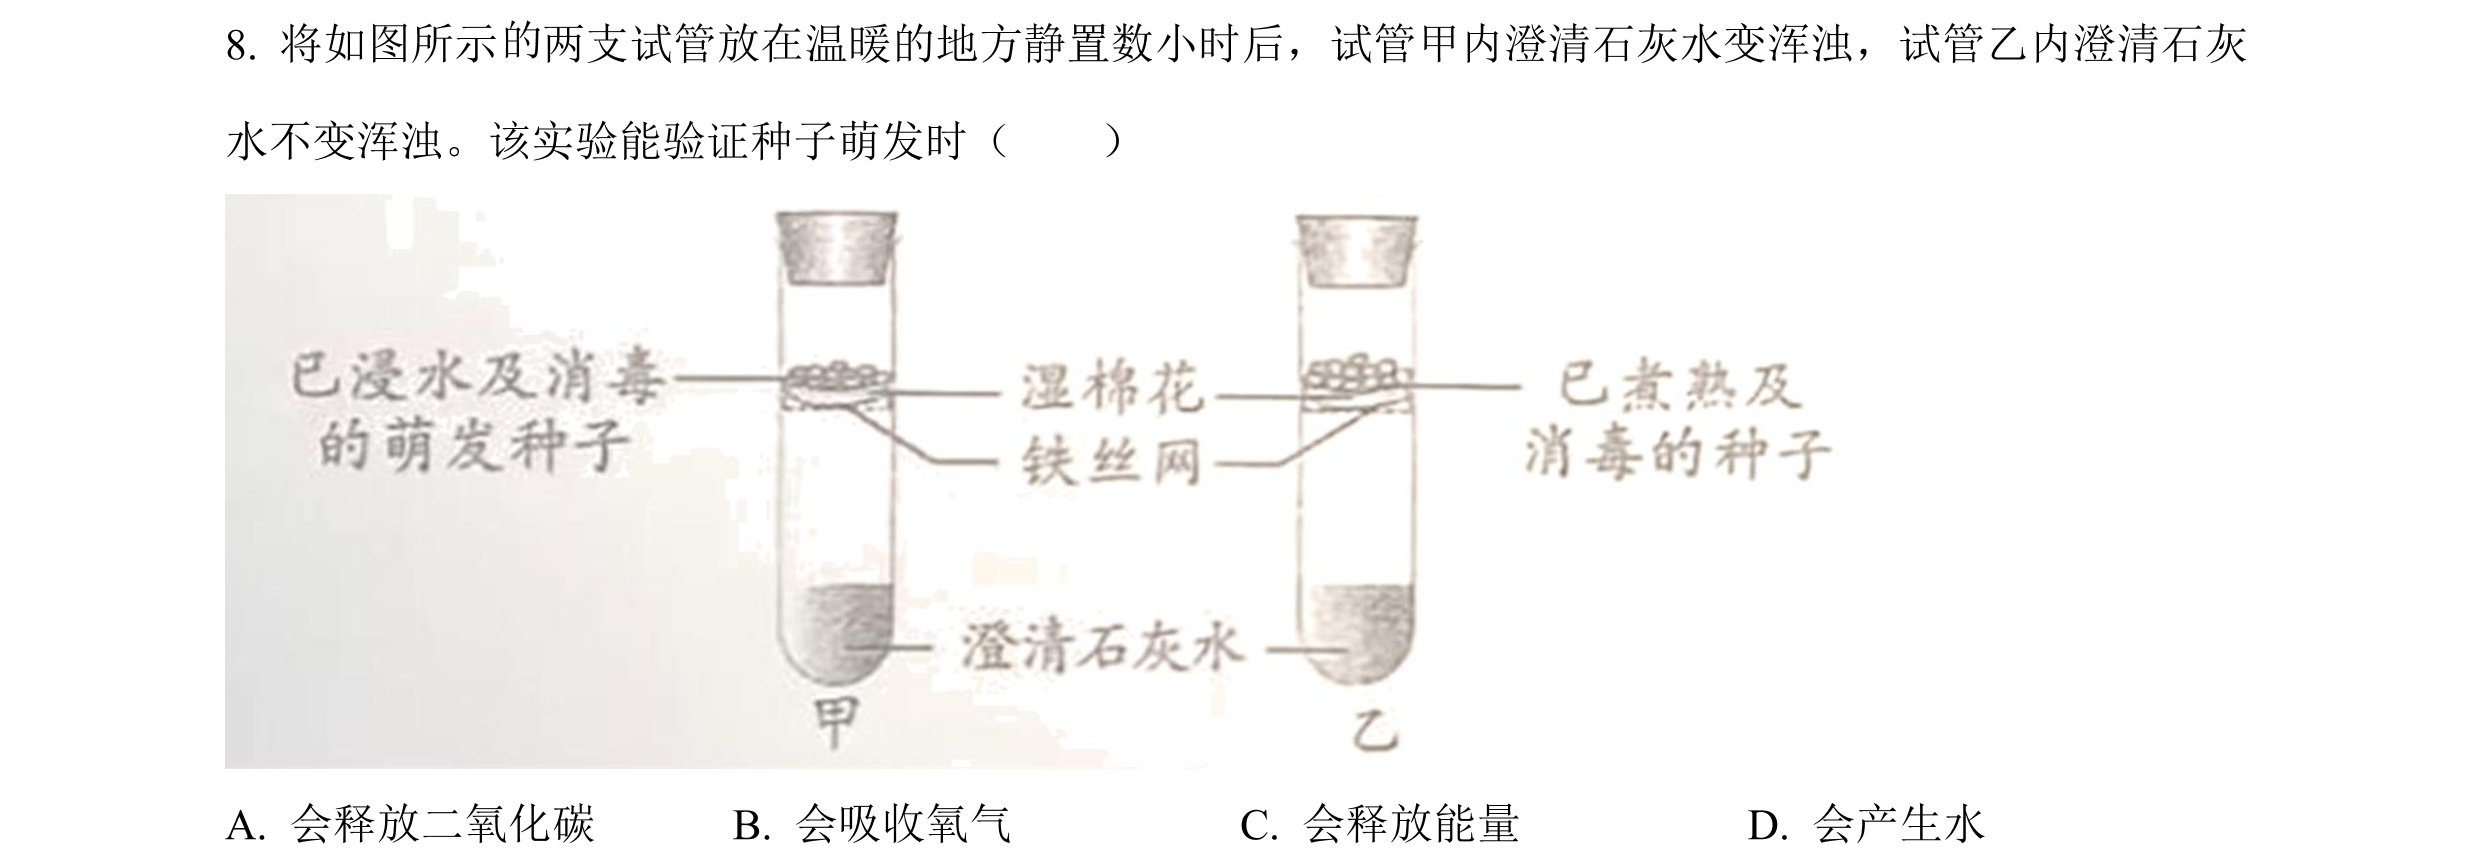 8. 将如图所示的两支试管放在温暖的地方静置数小时后，试管甲内澄清石灰水变浑浊，试管乙内澄清石灰
水不变浑浊。该实验能验证种子萌发时（　　）
已浸水及消毒
的萌发种子
湿棉花
铁丝网
已煮熟及
消毒的种子
澄清石灰水
甲
乙
A. 会释放二氧化碳 B. 会吸收氧气 C. 会释放能量 D. 会产生水